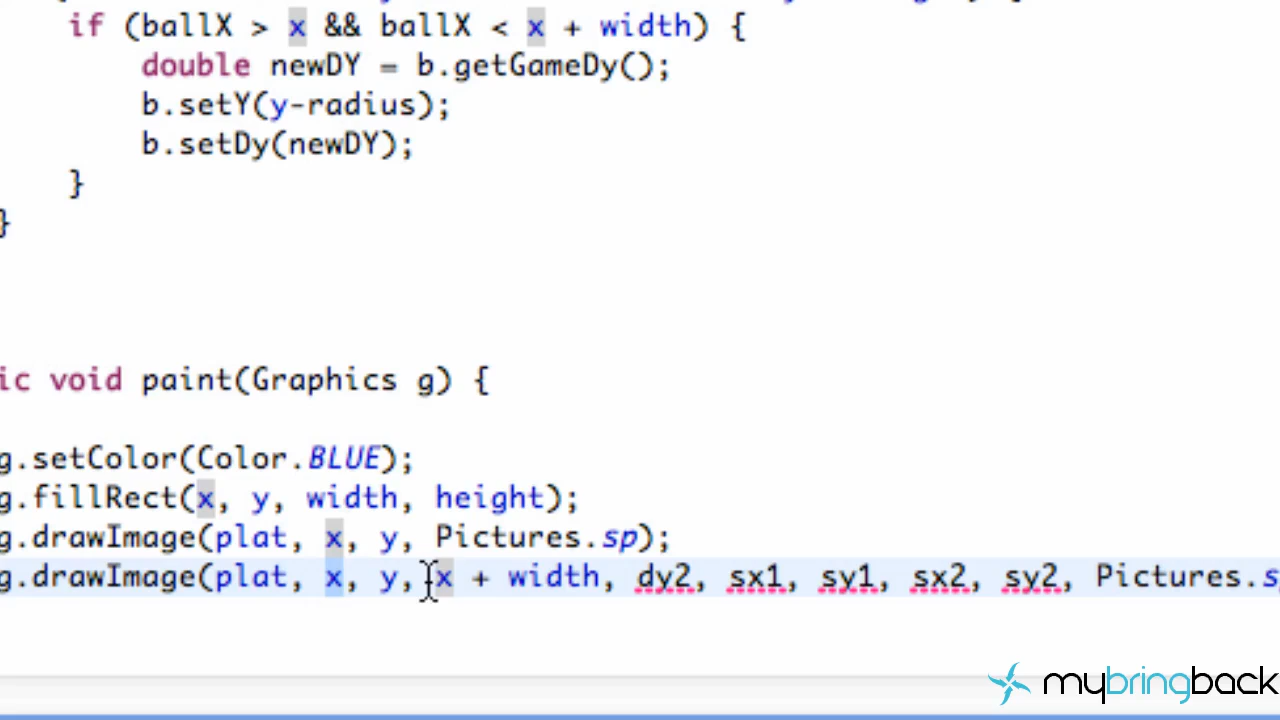 if (ballX > x && ballX < x + width) {
double newDY = b.getGameDy();
b.setY(y-radius);
b.setDy(newDY);
}
}
ic void paint(Graphics g) {
g.setColor(Color.BLUE);
g.fillRect(x, y, width, height);
g.drawImage(plat, x, y, Pictures.sp);
g.drawImage(plat, x, y, x + width, dy2, sx1, sy1, sx2, sy2, Pictures.s
mybringback